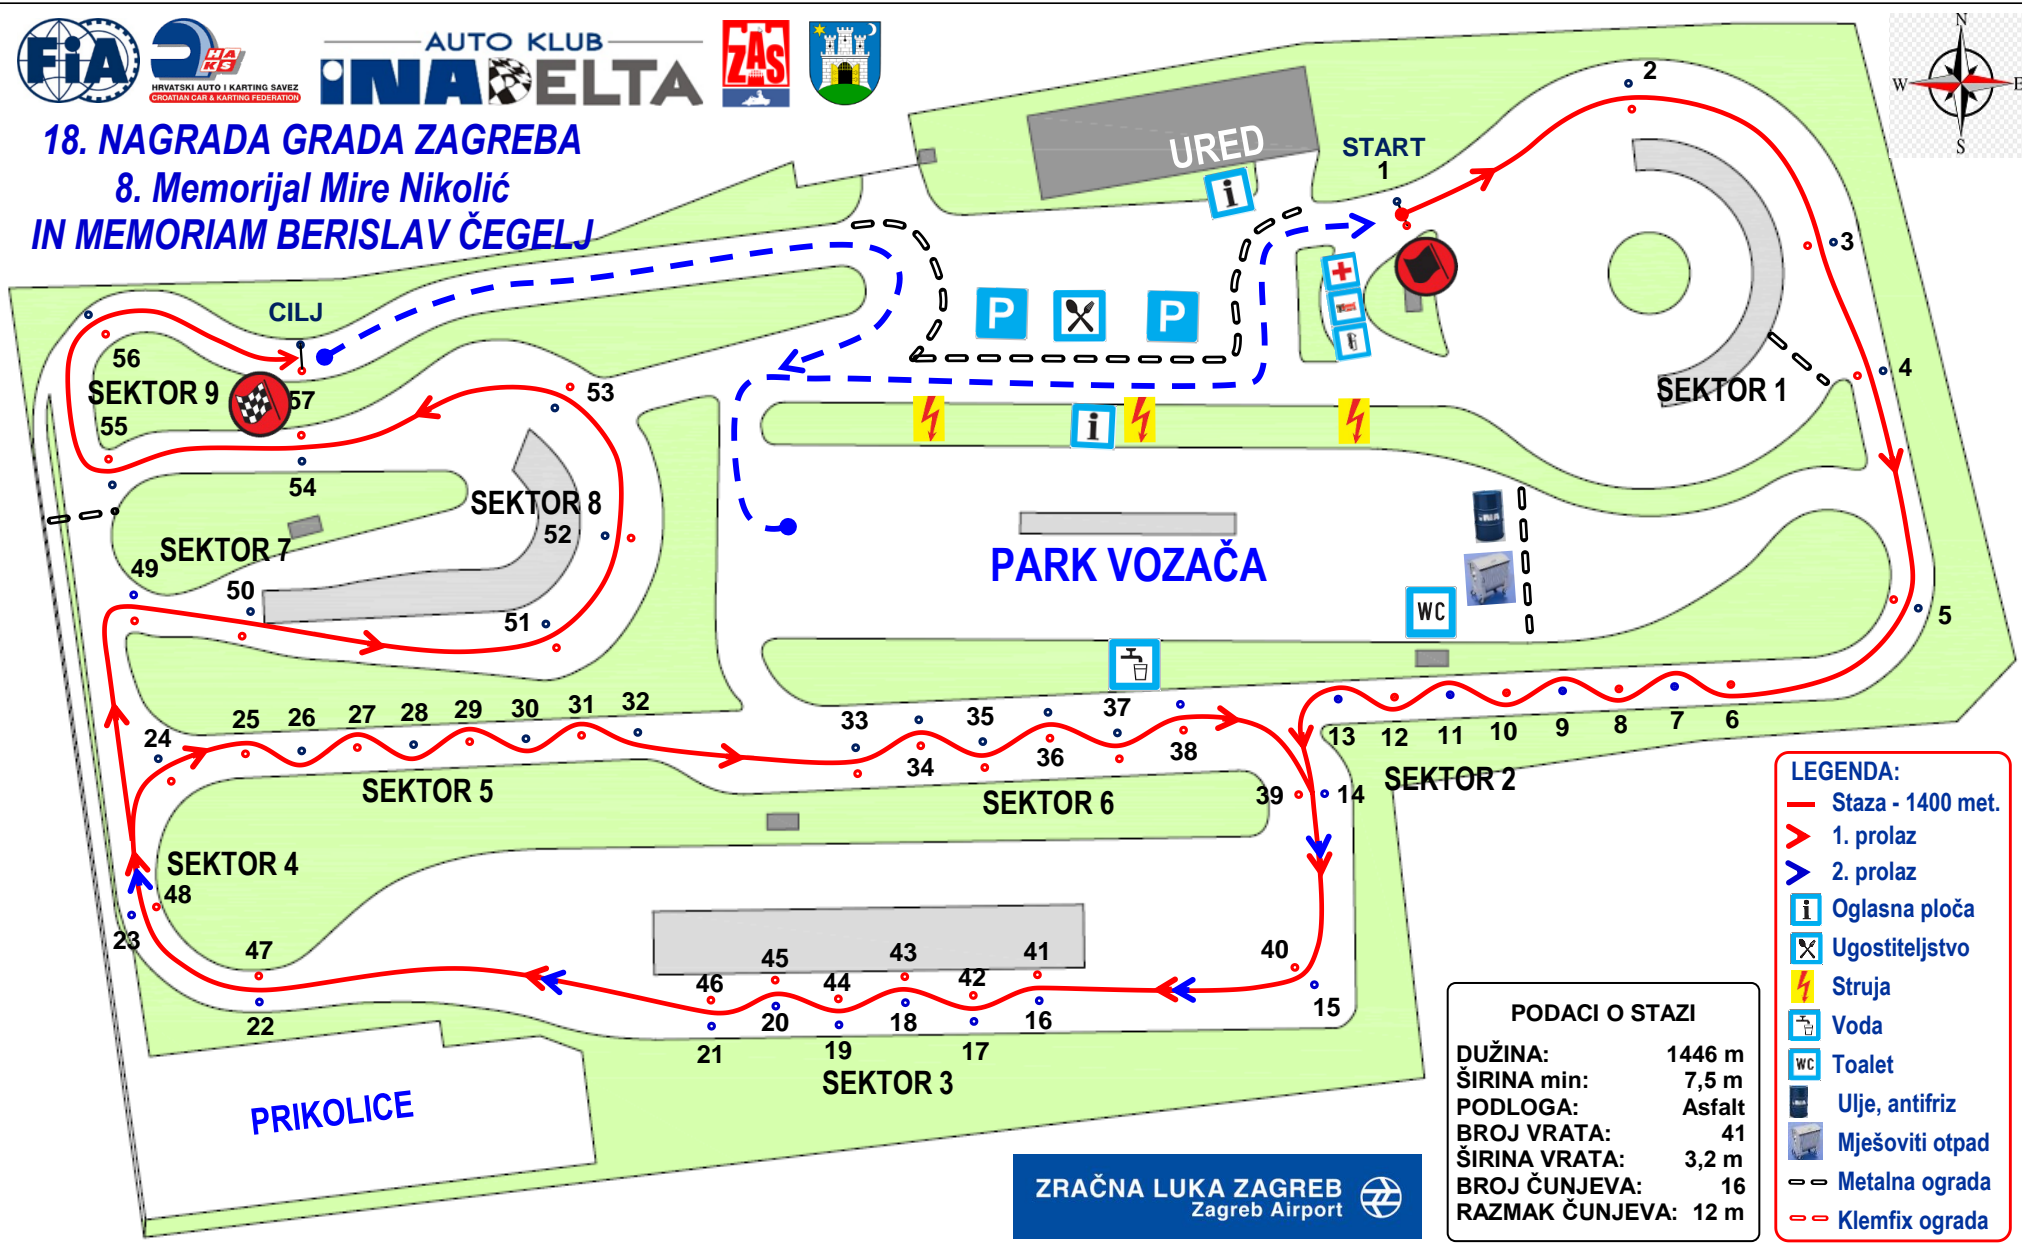 FiA
HAKS
HRVATSKI AUTO I KARTING SAVEZ
CROATIAN CAR & KARTING FEDERATION
AUTO KLUB
INA DELTA
ZAS
18. NAGRADA GRADA ZAGREBA
8. Memorijal Mire Nikolić
IN MEMORIAM BERISLAV ČEGELJ
N
W E
S
URED
START
1
2
3
4
5
SEKTOR 1
CILJ
56
SEKTOR 9
57
55
53
54
SEKTOR 8
52
SEKTOR 7
49
50
51
P
P
i
i
PARK VOZAČA
WC
24
25
26
27
28
29
30
31
32
33
34
35
36
37
38
39
SEKTOR 5
SEKTOR 6
13
12
11
10
9
8
7
6
SEKTOR 2
14
SEKTOR 4
48
23
47
22
46
45
44
43
42
41
40
21
20
19
18
17
16
15
SEKTOR 3
PRIKOLICE
ZRAČNA LUKA ZAGREB
Zagreb Airport
PODACI O STAZI
DUŽINA: 1446 m
ŠIRINA min: 7,5 m
PODLOGA: Asfalt
BROJ VRATA: 41
ŠIRINA VRATA: 3,2 m
BROJ ČUNJEVA: 16
RAZMAK ČUNJEVA: 12 m
LEGENDA:
Staza - 1400 met.
1. prolaz
2. prolaz
i Oglasna ploča
Ugostiteljstvo
Struja
Voda
WC Toalet
Ulje, antifriz
Mješoviti otpad
Metalna ograda
Klemfix ograda